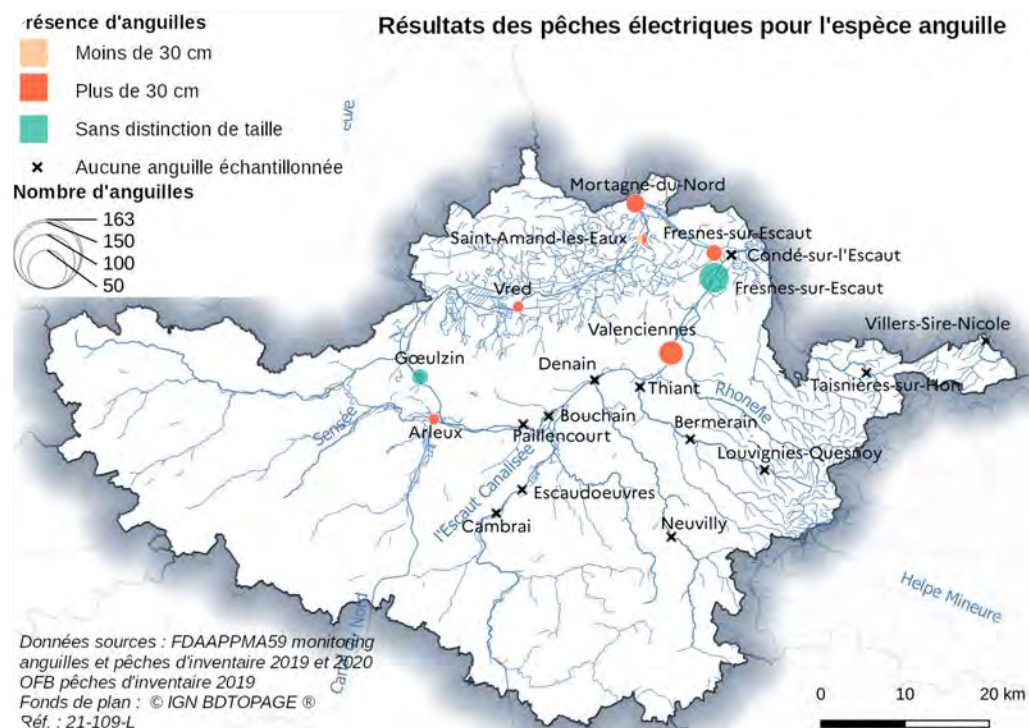 résence d'anguilles
Résultats des pêches électriques pour l'espèce anguille
Moins de 30 cm
Plus de 30 cm
Sans distinction de taille
Aucune anguille échantillonnée
Nombre d'anguilles
163
150
100
50
Mortagne-du-Nord
Saint-Amand-les-Eaux
Fresnes-sur-Escaut
Condé-sur-l'Escaut
Fresnes-sur-Escaut
Vred
Valenciennes
Villers-Sire-Nicole
Gœulzin
Denain
Thiant
Rhonelle
Taisnières-sur-Hon
Sensée
Arleux
Bouchain
Paillencourt
Bermerain
Louvignies-Quesnoy
l'Escaut Canalisée
Escaudoeuvres
Cambrai
Neuvilly
Helpe Mineure
Données sources : FDAAPPMA59 monitoring
anguilles et pêches d'inventaire 2019 et 2020
OFB pêches d'inventaire 2019
Fonds de plan : © IGN BDTOPAGE ®
Réf. : 21-109-L
0 10 20 km